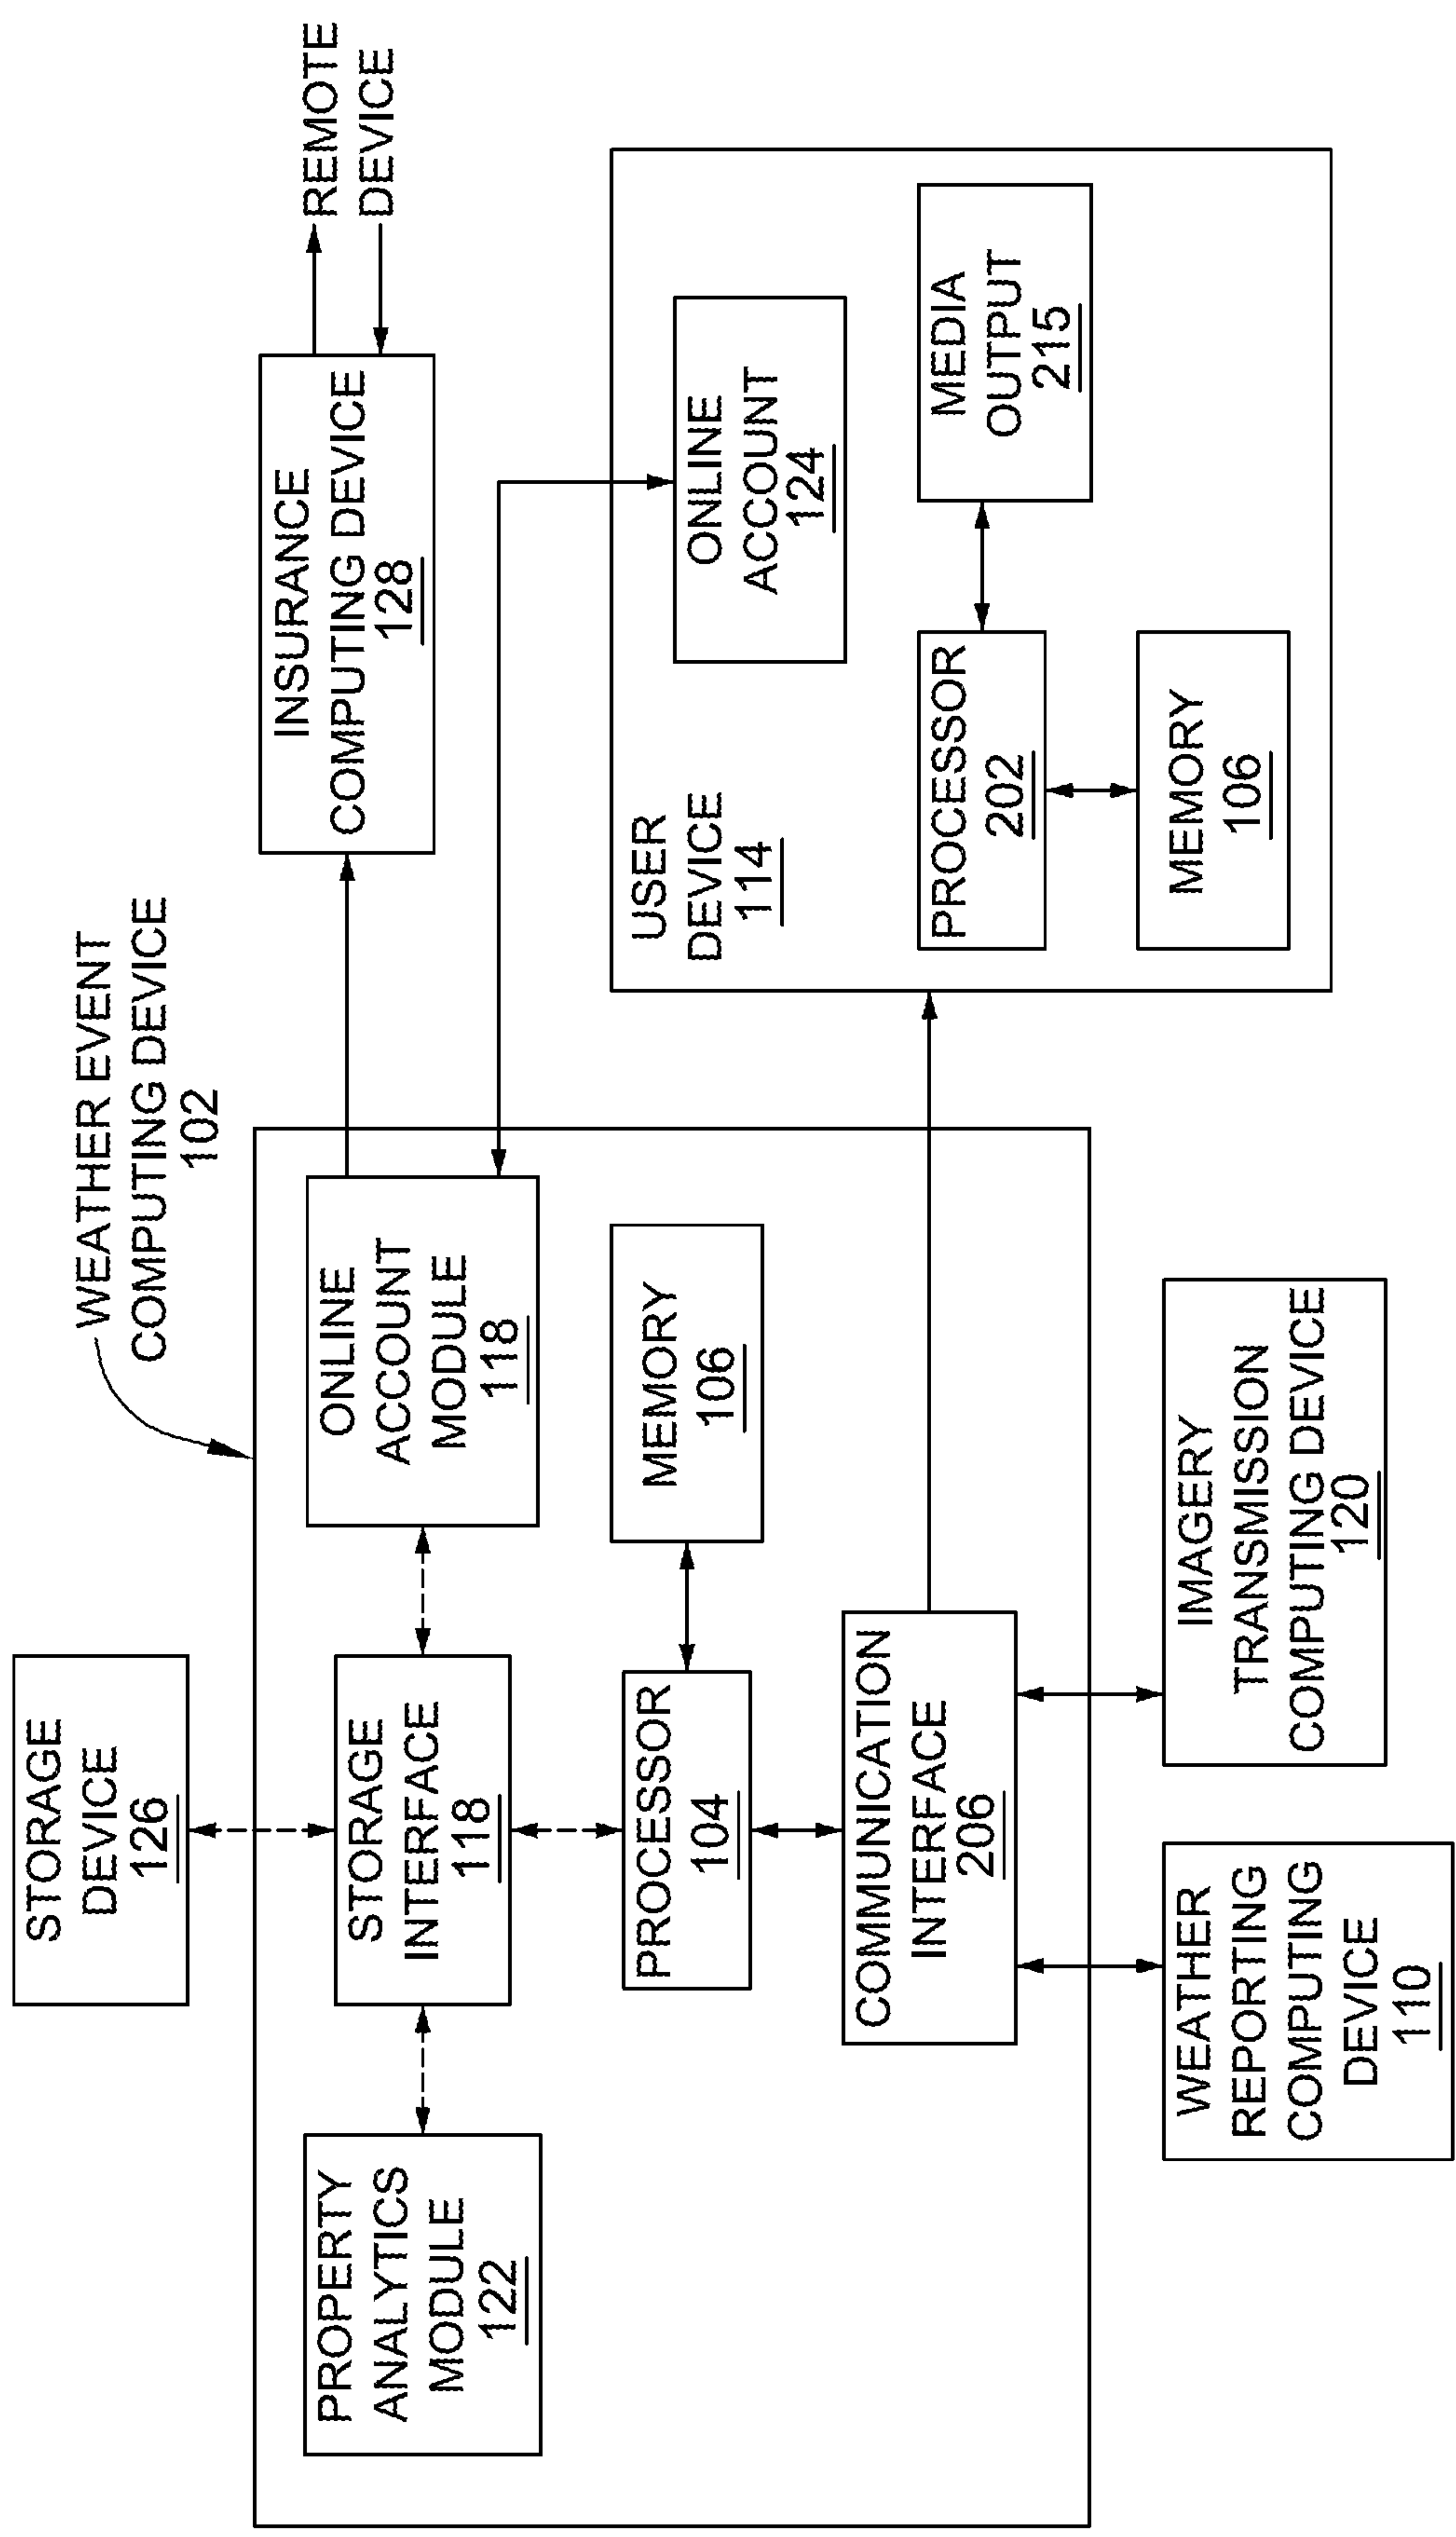 STORAGE
DEVICE
126
WEATHER EVENT
COMPUTING DEVICE
102
REMOTE
DEVICE
INSURANCE
COMPUTING DEVICE
128
PROPERTY
ANALYTICS
MODULE
122
STORAGE
INTERFACE
118
ONLINE
ACCOUNT
MODULE
118
PROCESSOR
104
MEMORY
106
COMMUNICATION
INTERFACE
206
USER
DEVICE
114
ONLINE
ACCOUNT
124
PROCESSOR
202
MEDIA
OUTPUT
215
MEMORY
106
WEATHER
REPORTING
COMPUTING
DEVICE
110
IMAGERY
TRANSMISSION
COMPUTING DEVICE
120